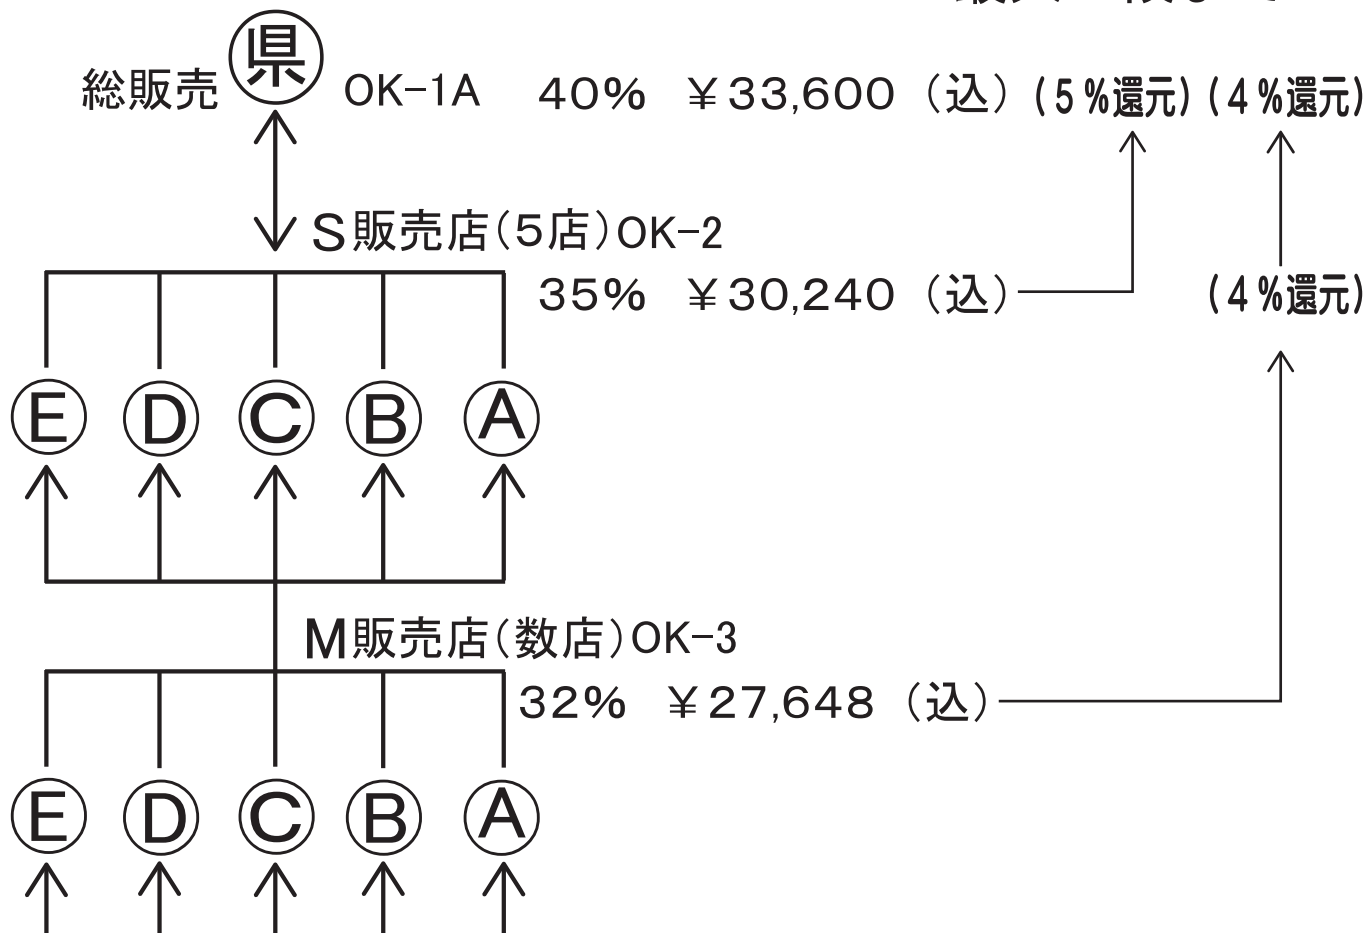 総販売 県 OK-1A 40% ¥33,600（込）(5%還元)(4%還元)
S販売店(5店)OK-2
35% ¥30,240（込） (4%還元)
E D C B A
M販売店(数店)OK-3
32% ¥27,648（込）
E D C B A